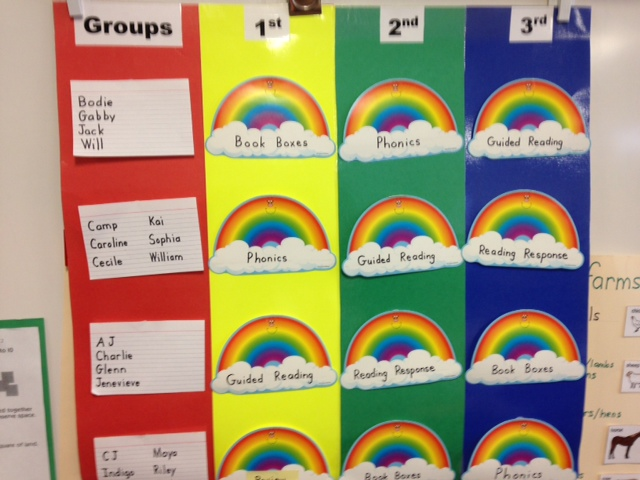 Groups
1st
2nd
3rd
Bodie
Gabby
Jack
Will
Book Boxes
Phonics
Guided Reading
Camp Kai
Caroline Sophia
Cecile William
Phonics
Guided Reading
Reading Response
AJ
Charlie
Glenn
Jenevieve
Guided Reading
Reading Response
Book Boxes
CJ Maya
Indigo Riley
Book Boxes
Phonics
farms